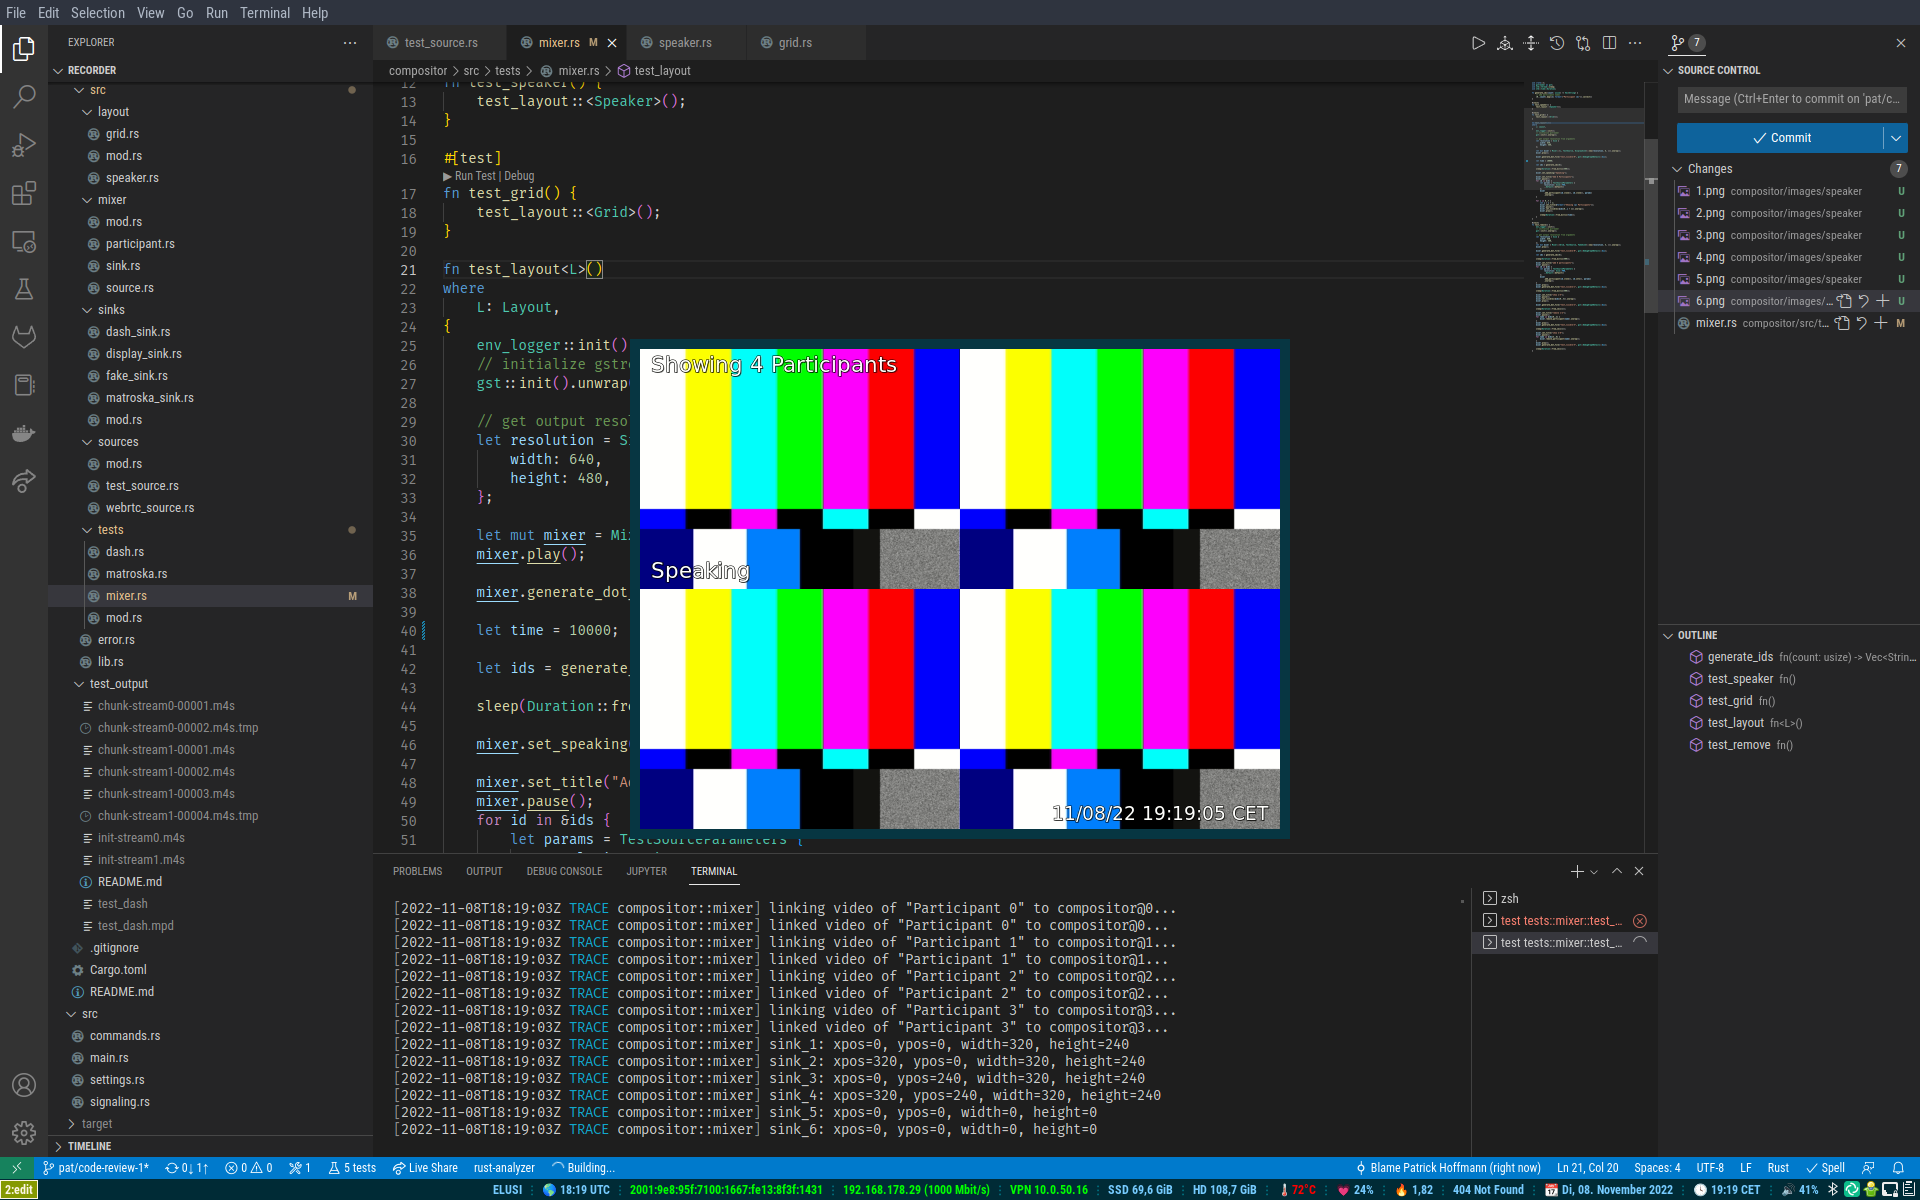 File Edit Selection View Go Run Terminal Help
EXPLORER
RECORDER
src
layout
grid.rs
mod.rs
speaker.rs
mixer
mod.rs
participant.rs
sink.rs
source.rs
sinks
dash_sink.rs
display_sink.rs
fake_sink.rs
matroska_sink.rs
mod.rs
sources
mod.rs
test_source.rs
webrtc_source.rs
tests
dash.rs
matroska.rs
mixer.rs M
mod.rs
error.rs
lib.rs
test_output
chunk-stream0-00001.m4s
chunk-stream0-00002.m4s.tmp
chunk-stream1-00001.m4s
chunk-stream1-00002.m4s
chunk-stream1-00003.m4s
chunk-stream1-00004.m4s.tmp
init-stream0.m4s
init-stream1.m4s
README.md
test_dash
test_dash.mpd
.gitignore
Cargo.toml
README.md
src
commands.rs
main.rs
settings.rs
signaling.rs
target
TIMELINE
test_source.rs mixer.rs M speaker.rs grid.rs
compositor > src > tests > mixer.rs > test_layout
12 fn test_speaker() {
13 test_layout::<Speaker>();
14 }
15
16 #[test]
▶ Run Test | Debug
17 fn test_grid() {
18 test_layout::<Grid>();
19 }
20
21 fn test_layout<L>()
22 where
23 L: Layout,
24 {
25 env_logger::init()
26 // initialize gstr
27 gst::init().unwrap
28
29 // get output resol
30 let resolution = S
31 width: 640,
32 height: 480,
33 };
34
35 let mut mixer = Mi
36 mixer.play();
37
38 mixer.generate_dot_
39
40 let time = 10000;
41
42 let ids = generate_
43
44 sleep(Duration::fr
45
46 mixer.set_speaking
47
48 mixer.set_title("A
49 mixer.pause();
50 for id in &ids {
51 let params = TestSourceParameters {
Showing 4 Participants
Speaking
11/08/22 19:19:05 CET
PROBLEMS OUTPUT DEBUG CONSOLE JUPYTER TERMINAL
[2022-11-08T18:19:03Z TRACE compositor::mixer] linking video of "Participant 0" to compositor@0...
[2022-11-08T18:19:03Z TRACE compositor::mixer] linked video of "Participant 0" to compositor@0...
[2022-11-08T18:19:03Z TRACE compositor::mixer] linking video of "Participant 1" to compositor@1...
[2022-11-08T18:19:03Z TRACE compositor::mixer] linked video of "Participant 1" to compositor@1...
[2022-11-08T18:19:03Z TRACE compositor::mixer] linking video of "Participant 2" to compositor@2...
[2022-11-08T18:19:03Z TRACE compositor::mixer] linked video of "Participant 2" to compositor@2...
[2022-11-08T18:19:03Z TRACE compositor::mixer] linking video of "Participant 3" to compositor@3...
[2022-11-08T18:19:03Z TRACE compositor::mixer] linked video of "Participant 3" to compositor@3...
[2022-11-08T18:19:03Z TRACE compositor::mixer] sink_1: xpos=0, ypos=0, width=320, height=240
[2022-11-08T18:19:03Z TRACE compositor::mixer] sink_2: xpos=320, ypos=0, width=320, height=240
[2022-11-08T18:19:03Z TRACE compositor::mixer] sink_3: xpos=0, ypos=240, width=320, height=240
[2022-11-08T18:19:03Z TRACE compositor::mixer] sink_4: xpos=320, ypos=240, width=320, height=240
[2022-11-08T18:19:03Z TRACE compositor::mixer] sink_5: xpos=0, ypos=0, width=0, height=0
[2022-11-08T18:19:03Z TRACE compositor::mixer] sink_6: xpos=0, ypos=0, width=0, height=0
zsh
test tests::mixer::test_...
test tests::mixer::test_...
7
SOURCE CONTROL
Message (Ctrl+Enter to commit on 'pat/c...
Commit
Changes 7
1.png compositor/images/speaker U
2.png compositor/images/speaker U
3.png compositor/images/speaker U
4.png compositor/images/speaker U
5.png compositor/images/speaker U
6.png compositor/images/... U
mixer.rs compositor/src/t... M
OUTLINE
generate_ids fn(count: usize) -> Vec<Strin...
test_speaker fn()
test_grid fn()
test_layout fn<L>()
test_remove fn()
pat/code-review-1* 0↓ 1↑ 0 0 1 5 tests Live Share rust-analyzer Building... Blame Patrick Hoffmann (right now) Ln 21, Col 20 Spaces: 4 UTF-8 LF Rust Spell
2:edit ELUSI 18:19 UTC 2001:9e8:95f:7100:1667:fe13:8f3f:1431 192.168.178.29 (1000 Mbit/s) VPN 10.0.50.16 SSD 69,6 GiB HD 108,7 GiB 72°C 24% 1,82 404 Not Found Di, 08. November 2022 19:19 CET 41%